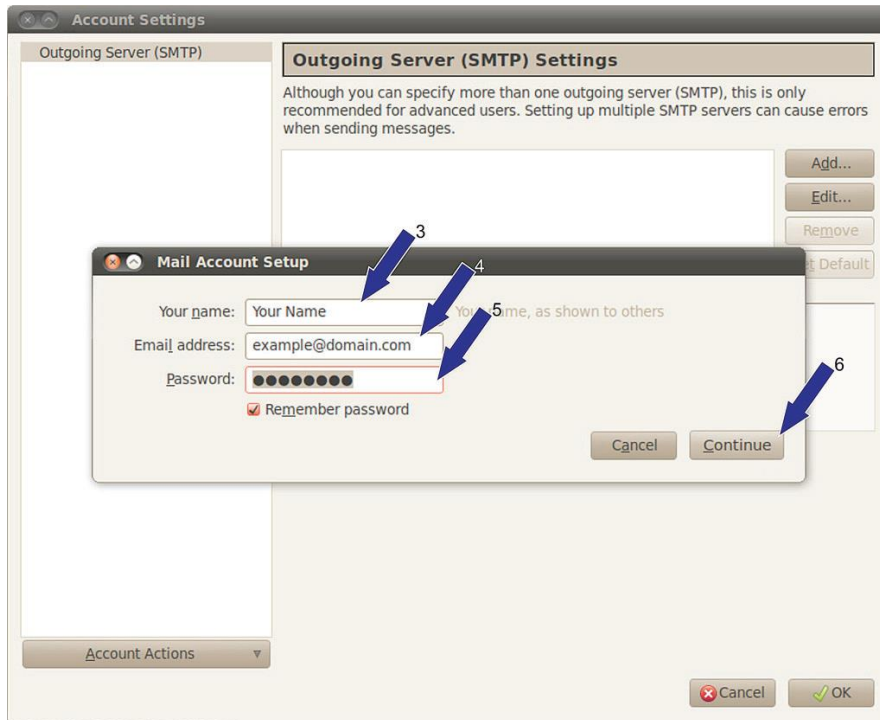 Account Settings
Outgoing Server (SMTP)
Outgoing Server (SMTP) Settings
Although you can specify more than one outgoing server (SMTP), this is only
recommended for advanced users. Setting up multiple SMTP servers can cause errors
when sending messages.
Add...
Edit...
Remove
Default
3
Mail Account Setup
4
Your name: Your Name
name, as shown to others
5
Email address: example@domain.com
Password: ●●●●●●●●
6
Remember password
Cancel Continue
Account Actions
Cancel OK